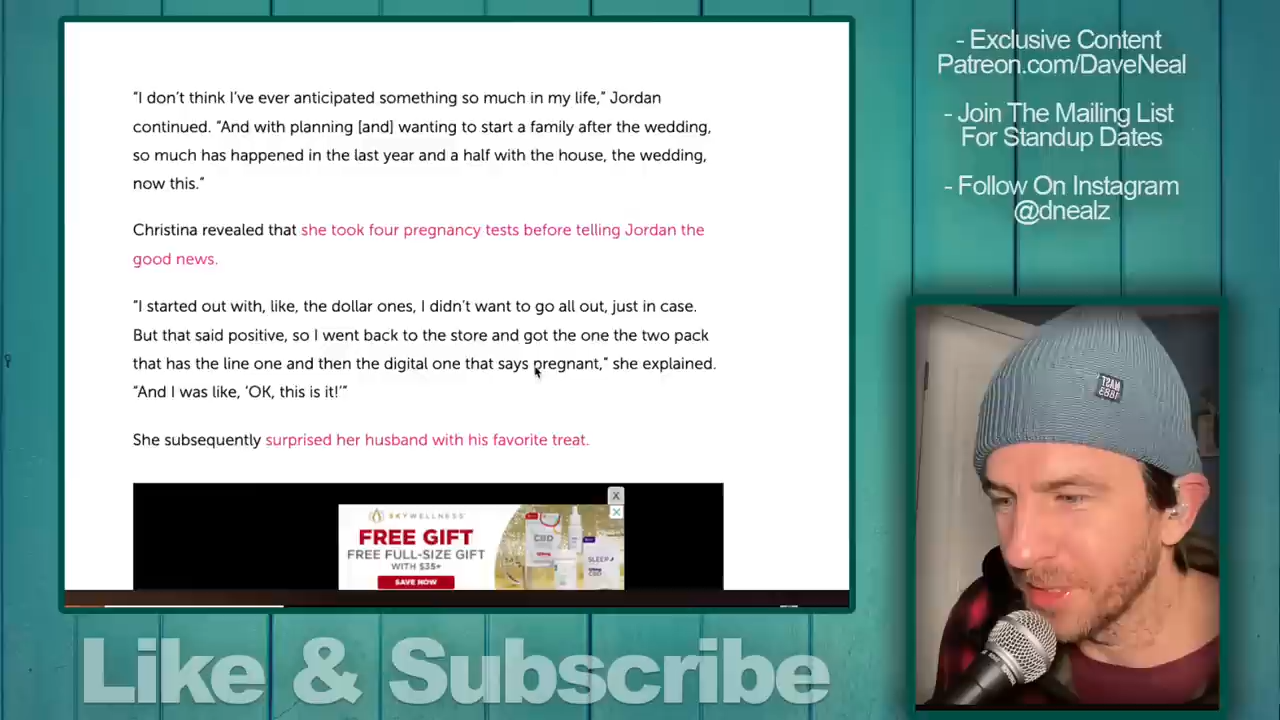 “I don’t think I’ve ever anticipated something so much in my life,” Jordan
continued. “And with planning [and] wanting to start a family after the wedding,
so much has happened in the last year and a half with the house, the wedding,
now this.”
Christina revealed that she took four pregnancy tests before telling Jordan the
good news.
“I started out with, like, the dollar ones, I didn’t want to go all out, just in case.
But that said positive, so I went back to the store and got the one the two pack
that has the line one and then the digital one that says pregnant,” she explained.
“And I was like, ‘OK, this is it!’”
She subsequently surprised her husband with his favorite treat.
X
SKYWELLNESS
FREE GIFT
FREE FULL-SIZE GIFT
WITH $35+
SAVE NOW
CBD
SLEEP
CBD
- Exclusive Content
Patreon.com/DaveNeal
- Join The Mailing List
For Standup Dates
- Follow On Instagram
@dnealz
Like & Subscribe